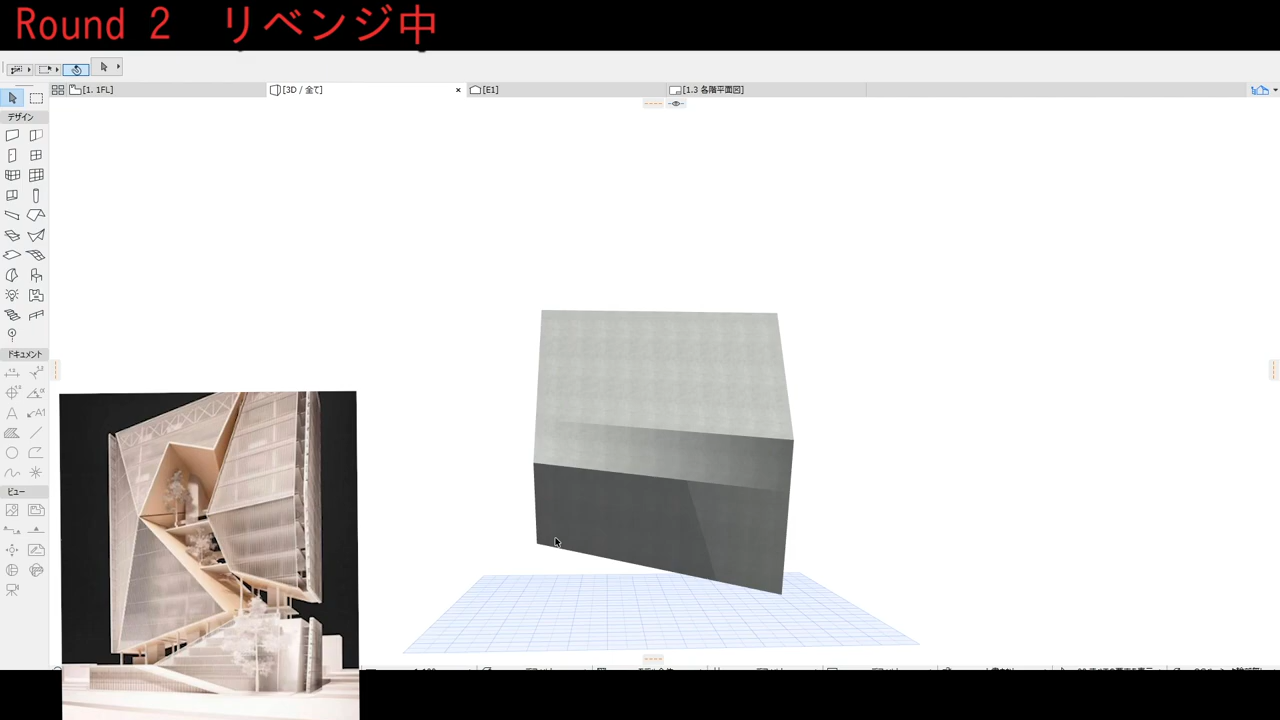 Round 2 リベンジ中
[1. 1FL]
[3D / 全て]
[E1]
[1.3 各階平面図]
デザイン
ドキュメント
ビュー